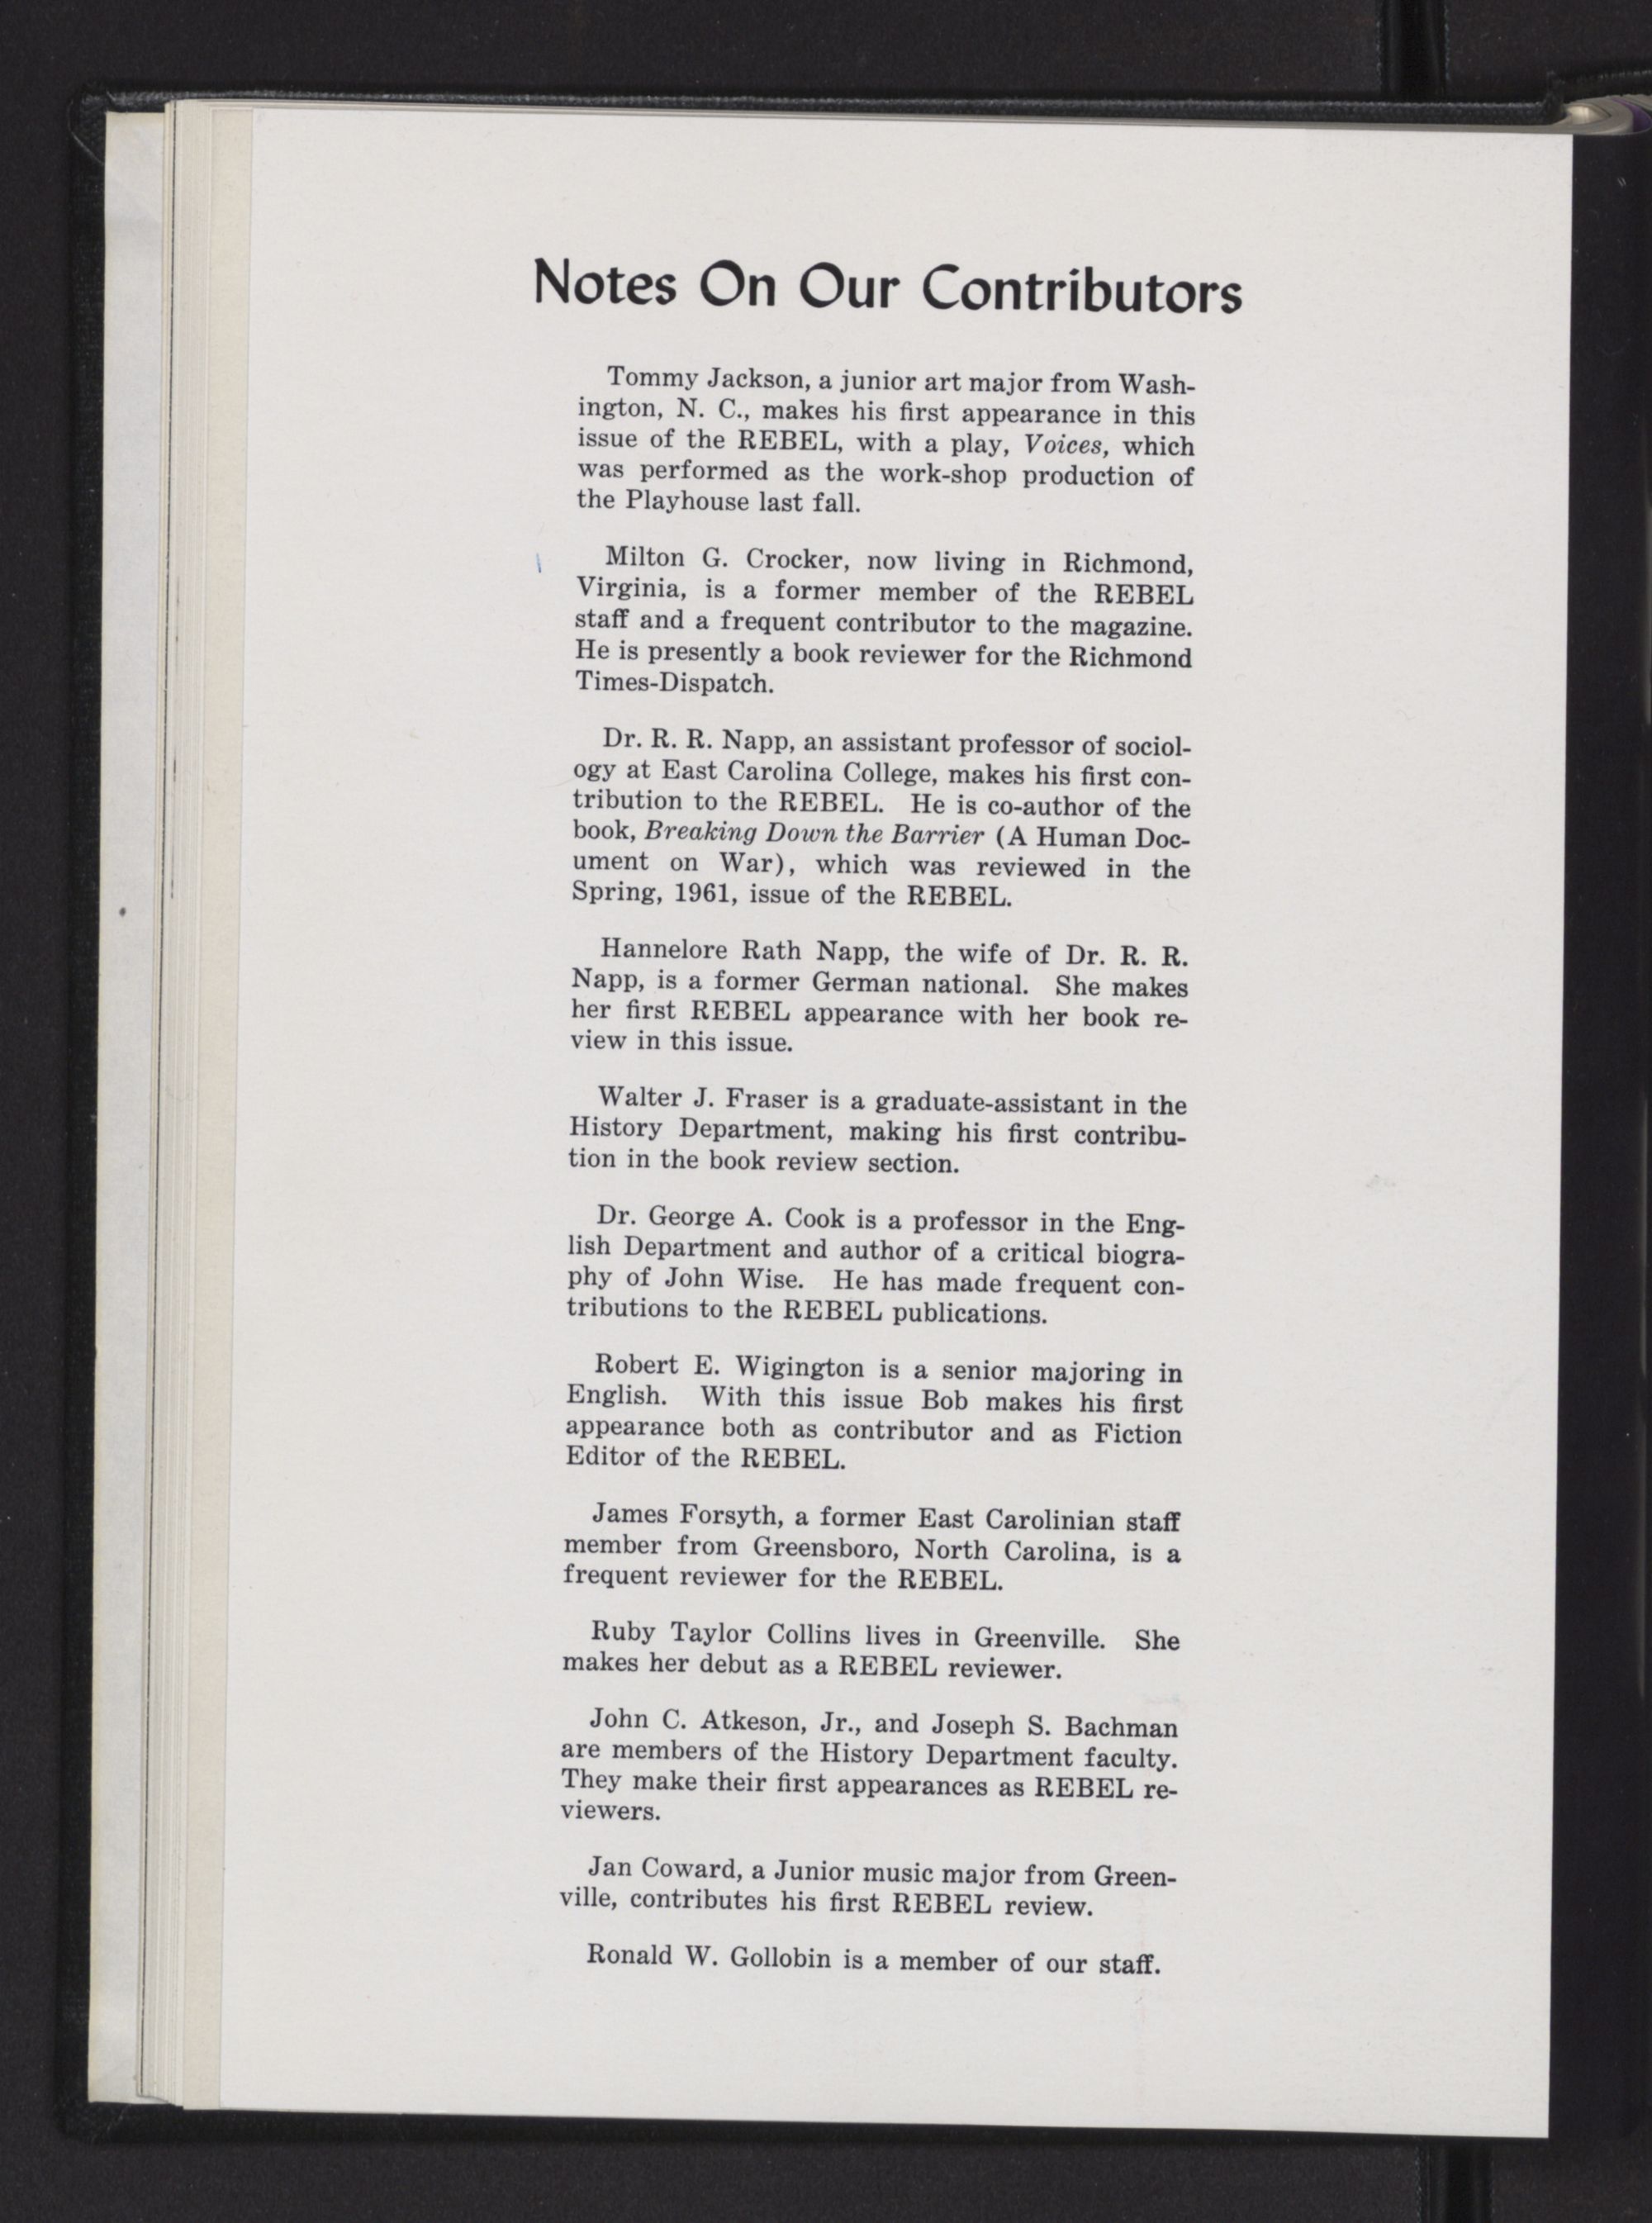 Notes On Our Contributors
Tommy Jackson, a junior art major from Wash-
ington, N. C., makes his first appearance in this
issue of the REBEL, with a play, Voices, which
was performed as the work-shop production of
the Playhouse last fall.
Milton G. Crocker, now living in Richmond,
Virginia, is a former member of the REBEL
staff and a frequent contributor to the magazine.
He is presently a book reviewer for the Richmond
Times-Dispatch.
Dr. R. R. Napp, an assistant professor of sociol-
ogy at East Carolina College, makes his first con-
tribution to the REBEL. He is co-author of the
book, Breaking Down the Barrier (A Human Doc-
ument on War), which was reviewed in the
Spring, 1961, issue of the REBEL.
Hannelore Rath Napp, the wife of Dr. R. R.
Napp, is a former German national. She makes
her first REBEL appearance with her book re-
view in this issue.
Walter J. Fraser is a graduate-assistant in the
History Department, making his first contribu-
tion in the book review section.
Dr. George A. Cook is a professor in the Eng-
lish Department and author of a critical biogra-
phy of John Wise. He has made frequent con-
tributions to the REBEL publications.
Robert E. Wigington is a senior majoring in
English. With this issue Bob makes his first
appearance both as contributor and as Fiction
Editor of the REBEL.
James Forsyth, a former East Carolinian staff
member from Greensboro, North Carolina, is a
frequent reviewer for the REBEL.
Ruby Taylor Collins lives in Greenville. She
makes her debut as a REBEL reviewer.
John C. Atkeson, Jr., and Joseph S. Bachman
are members of the History Department faculty.
They make their first appearances as REBEL re-
viewers.
Jan Coward, a Junior music major from Green-
ville, contributes his first REBEL review.
Ronald W. Gollobin is a member of our staff.